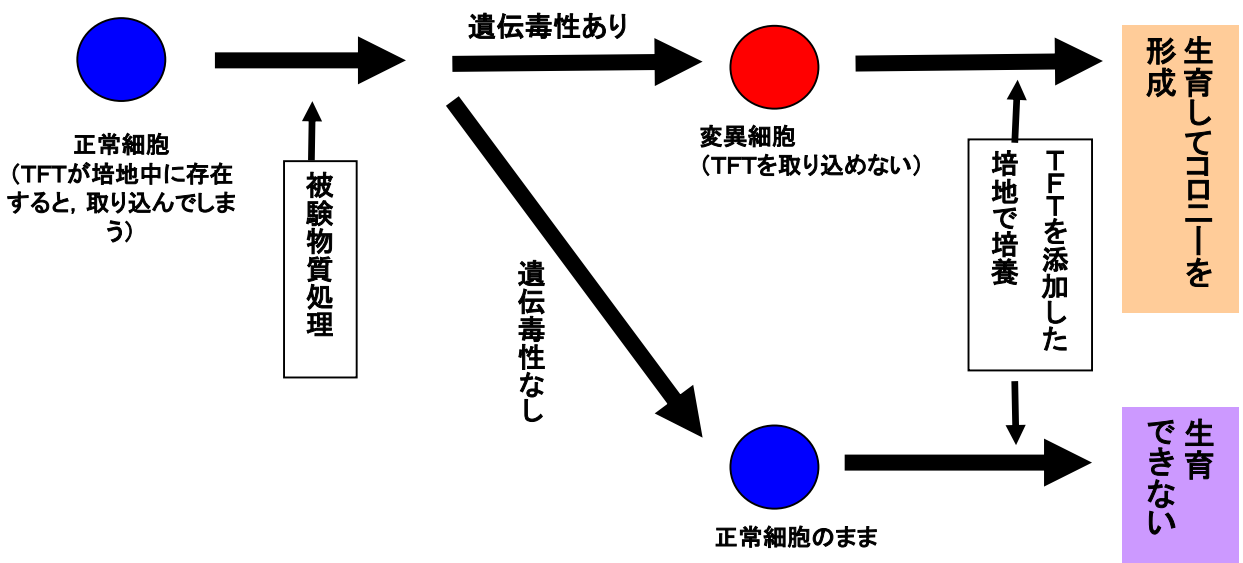 正常細胞
（TFTが培地中に存在
すると，取り込んでしま
う）
被験物質処理
遺伝毒性あり
遺伝毒性なし
変異細胞
（TFTを取り込めない）
正常細胞のまま
TFTを添加した
培地で培養
生育してコロニーを
形成
生育
できない